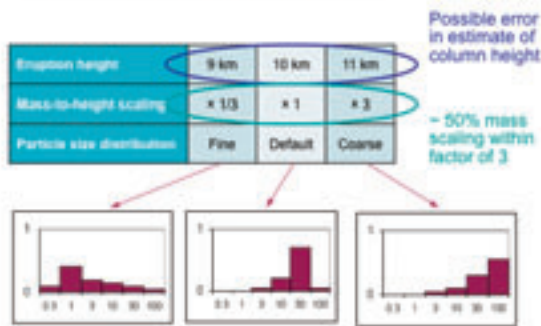 Possible error
in estimate of
column height
Eruption height 9 km 10 km 11 km
Mass-to-height scaling × 1/3 × 1 × 3
~ 50% mass
scaling within
factor of 3
Particle size distribution Fine Default Coarse
1 1 1
0 0 0
0.3 1 3 10 30 100 0.3 1 3 10 30 100 0.3 1 3 10 30 100